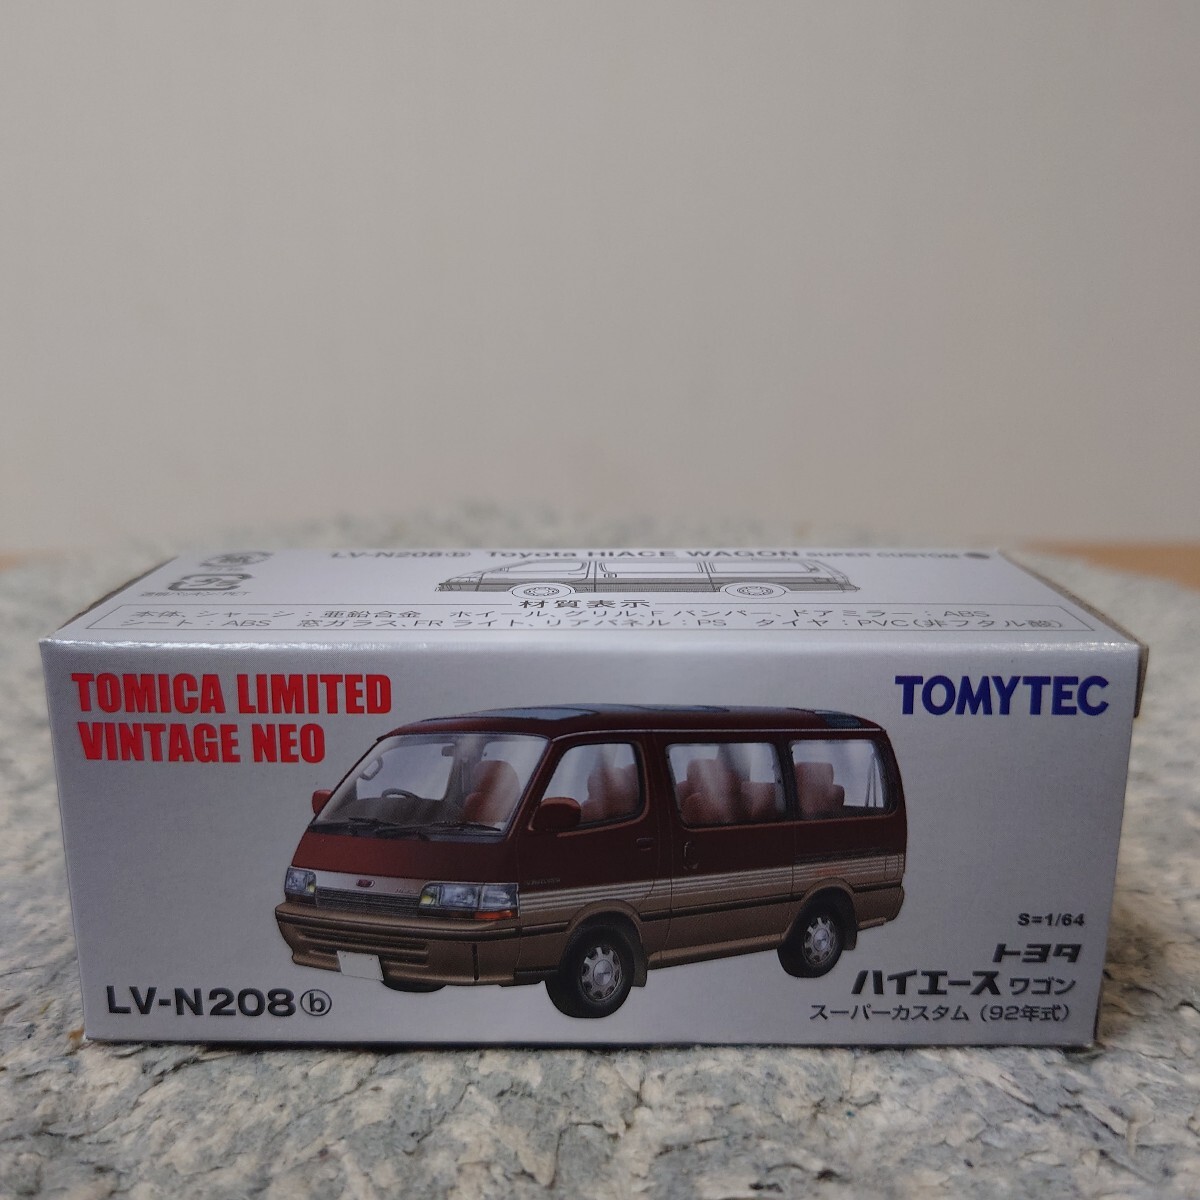 LV-N208ⓑ Toyota HIACE WAGON SUPER CUSTOM
材質表示
本体、シャーシ:亜鉛合金 ホイール、グリル、Fバンパー、ドアミラー:ABS
シート:ABS 窓ガラス、FRライト、リアパネル:PS タイヤ:PVC(非フタル酸)
TOMICA LIMITED
VINTAGE NEO
TOMYTEC
S=1/64
トヨタ
ハイエース ワゴン
スーパーカスタム (92年式)
LV-N208ⓑ